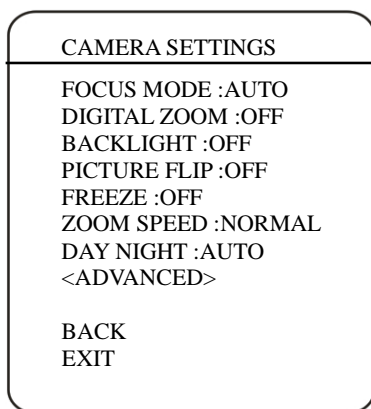 CAMERA SETTINGS
FOCUS MODE :AUTO
DIGITAL ZOOM :OFF
BACKLIGHT :OFF
PICTURE FLIP :OFF
FREEZE :OFF
ZOOM SPEED :NORMAL
DAY NIGHT :AUTO
<ADVANCED>
BACK
EXIT